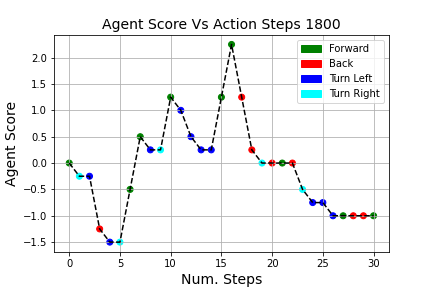 Agent Score Vs Action Steps 1800
Forward
Back
Turn Left
Turn Right
2.0
1.5
1.0
0.5
0.0
−0.5
−1.0
−1.5
Agent Score
0 5 10 15 20 25 30
Num. Steps